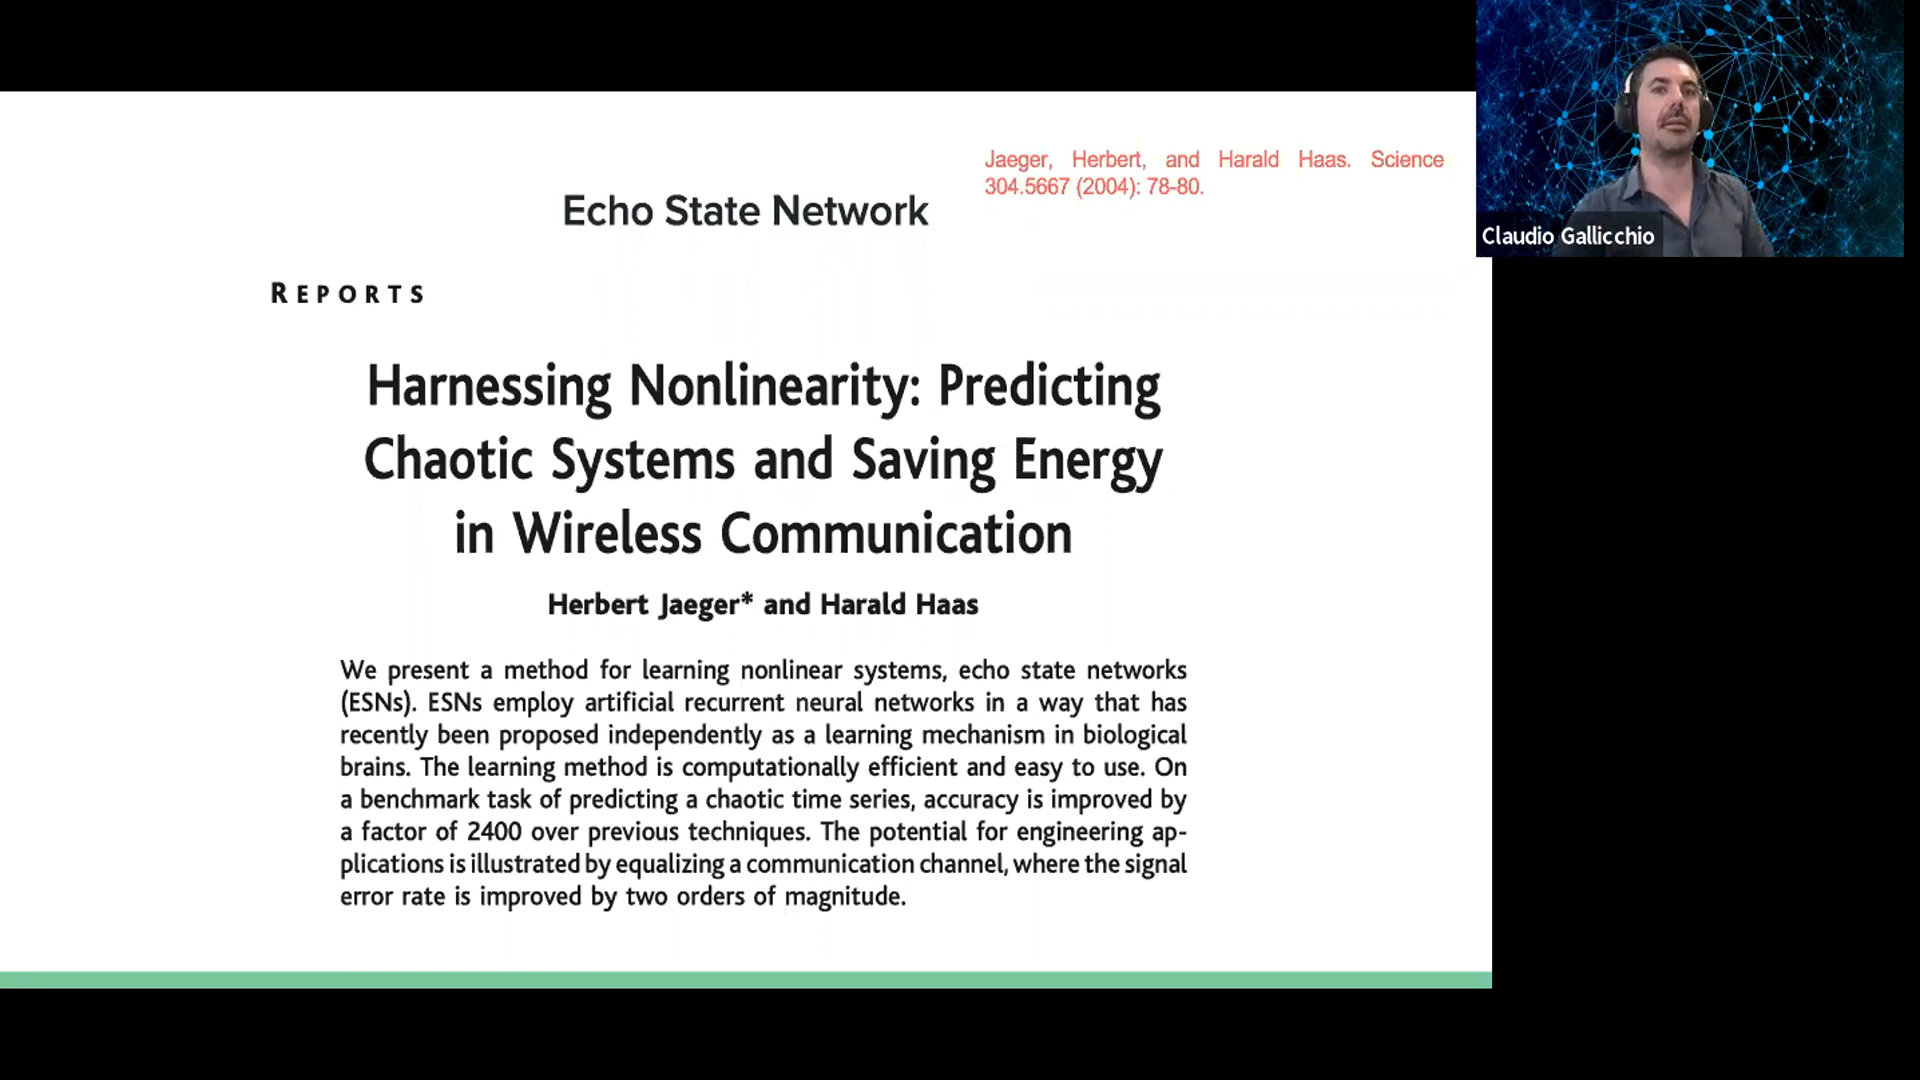 Jaeger, Herbert, and Harald Haas. Science
304.5667 (2004): 78-80.
Echo State Network
REPORTS
Harnessing Nonlinearity: Predicting
Chaotic Systems and Saving Energy
in Wireless Communication
Herbert Jaeger* and Harald Haas
We present a method for learning nonlinear systems, echo state networks
(ESNs). ESNs employ artificial recurrent neural networks in a way that has
recently been proposed independently as a learning mechanism in biological
brains. The learning method is computationally efficient and easy to use. On
a benchmark task of predicting a chaotic time series, accuracy is improved by
a factor of 2400 over previous techniques. The potential for engineering ap-
plications is illustrated by equalizing a communication channel, where the signal
error rate is improved by two orders of magnitude.
Claudio Gallicchio